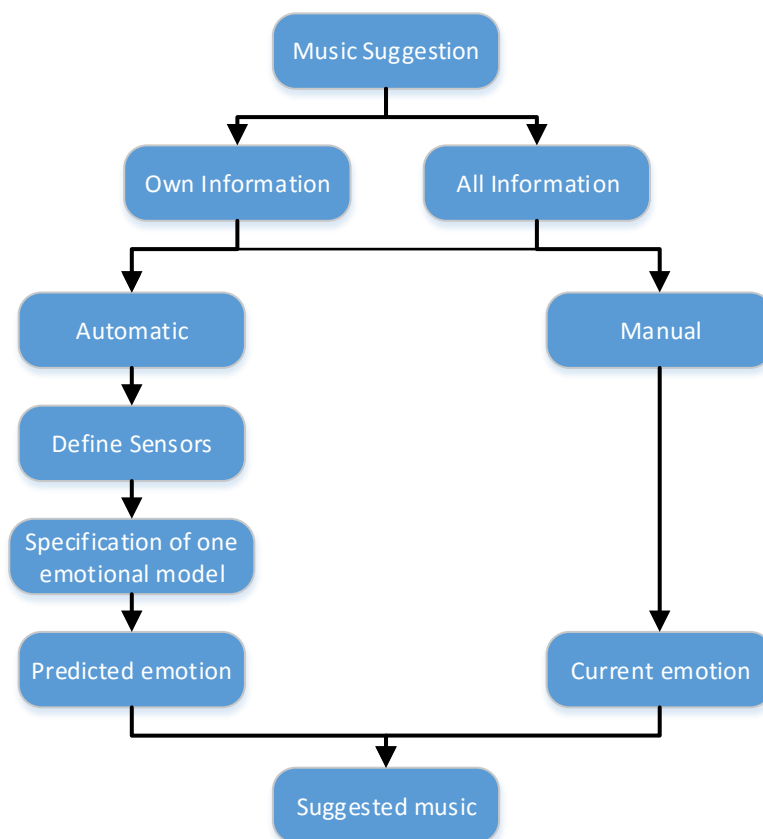 Music Suggestion
Own Information
All Information
Automatic
Manual
Define Sensors
Specification of one
emotional model
Predicted emotion
Current emotion
Suggested music